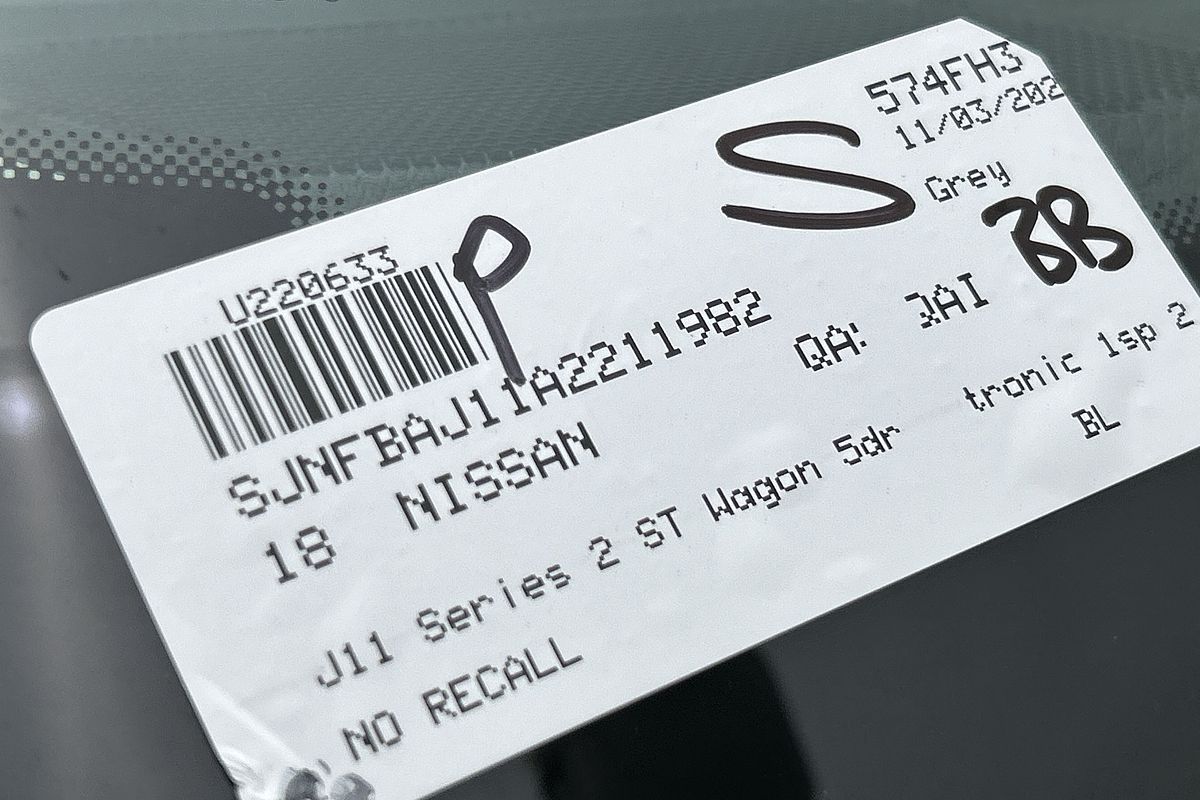 574FH3
11/03/202
S
Grey
BB
U220633
P
SJNFBAJ11A2211982
QA: JAI
18 NISSAN
J11 Series 2 ST Wagon 5dr tronic 1sp 2
BL
NO RECALL